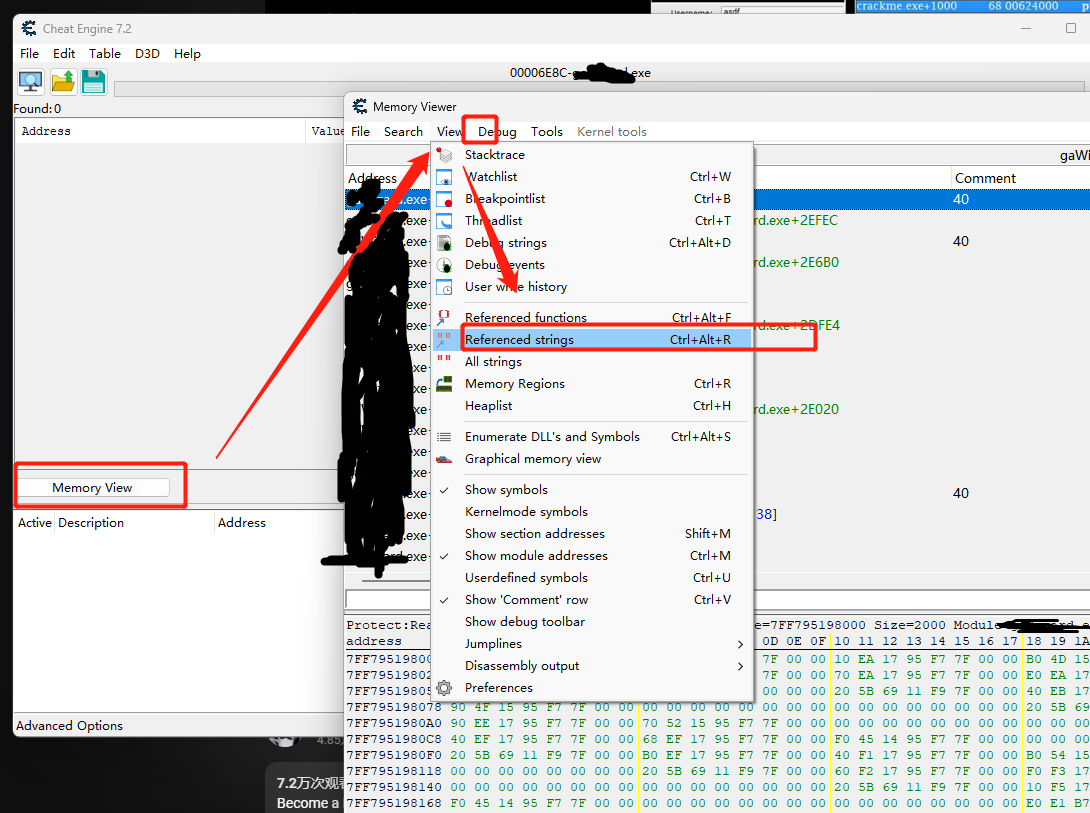 Username: asdf
crackme.exe+1000 68 00624000
Cheat Engine 7.2
File Edit Table D3D Help
00006E8C-
.exe
Found: 0
Address Value
Memory View
Active Description Address
Advanced Options
7.2万次观看
Become a
Memory Viewer
File Search View Debug Tools Kernel tools
Address Comment
gaWi
Stacktrace
Watchlist Ctrl+W
Breakpointlist Ctrl+B
Threadlist Ctrl+T
Debug strings Ctrl+Alt+D
Debug events
User write history
Referenced functions Ctrl+Alt+F
Referenced strings Ctrl+Alt+R
All strings
Memory Regions Ctrl+R
Heaplist Ctrl+H
Enumerate DLL's and Symbols Ctrl+Alt+S
Graphical memory view
Show symbols
Kernelmode symbols
Show section addresses Shift+M
Show module addresses Ctrl+M
Userdefined symbols Ctrl+U
Show 'Comment' row Ctrl+V
Show debug toolbar
Jumplines
Disassembly output
Preferences
40
rd.exe+2EFEC
40
rd.exe+2E6B0
rd.exe+2DFE4
rd.exe+2E020
40
38]
Protect:Rea
e=7FF795198000 Size=2000 Module
address 0D 0E 0F 10 11 12 13 14 15 16 17 18 19 1A
7FF79519800 7F 00 00 10 EA 17 95 F7 7F 00 00 B0 4D 15
7FF79519802 7F 00 00 70 EA 17 95 F7 7F 00 00 E0 EA 17
7FF79519805 00 00 00 20 5B 69 11 F9 7F 00 00 40 EB 17
7FF795198078 90 4F 15 95 F7 7F 00 00 00 00 00 00 00 00 00 00 00 00 00 00 00 00 00 00 20 5B 69
7FF7951980A0 90 EE 17 95 F7 7F 00 00 70 52 15 95 F7 7F 00 00 00 00 00 00 00 00 00 00 00 00 00
7FF7951980C8 40 EF 17 95 F7 7F 00 00 68 EF 17 95 F7 7F 00 00 F0 45 14 95 F7 7F 00 00 00 00 00
7FF7951980F0 20 5B 69 11 F9 7F 00 00 B0 EF 17 95 F7 7F 00 00 40 F1 17 95 F7 7F 00 00 B0 54 15
7FF795198118 00 00 00 00 00 00 00 00 20 5B 69 11 F9 7F 00 00 60 F2 17 95 F7 7F 00 00 F0 F3 17
7FF795198140 00 00 00 00 00 00 00 00 00 00 00 00 00 00 00 00 20 5B 69 11 F9 7F 00 00 10 F5 17
7FF795198168 F0 45 14 95 F7 7F 00 00 00 00 00 00 00 00 00 00 00 00 00 00 00 00 00 00 E0 E1 B7